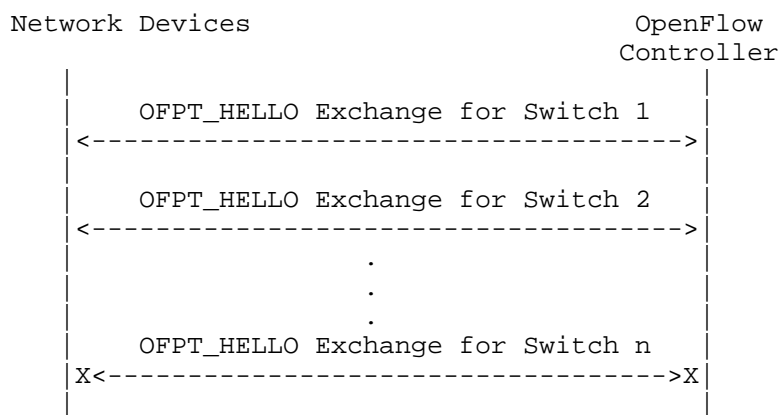 Network Devices                         OpenFlow
                                      Controller
   |                                       |
   |    OFPT_HELLO Exchange for Switch 1   |
   |<------------------------------------->|
   |                                       |
   |    OFPT_HELLO Exchange for Switch 2   |
   |<------------------------------------->|
   |                   .                   |
   |                   .                   |
   |                   .                   |
   |    OFPT_HELLO Exchange for Switch n   |
   |X<----------------------------------->X|
   |                                       |